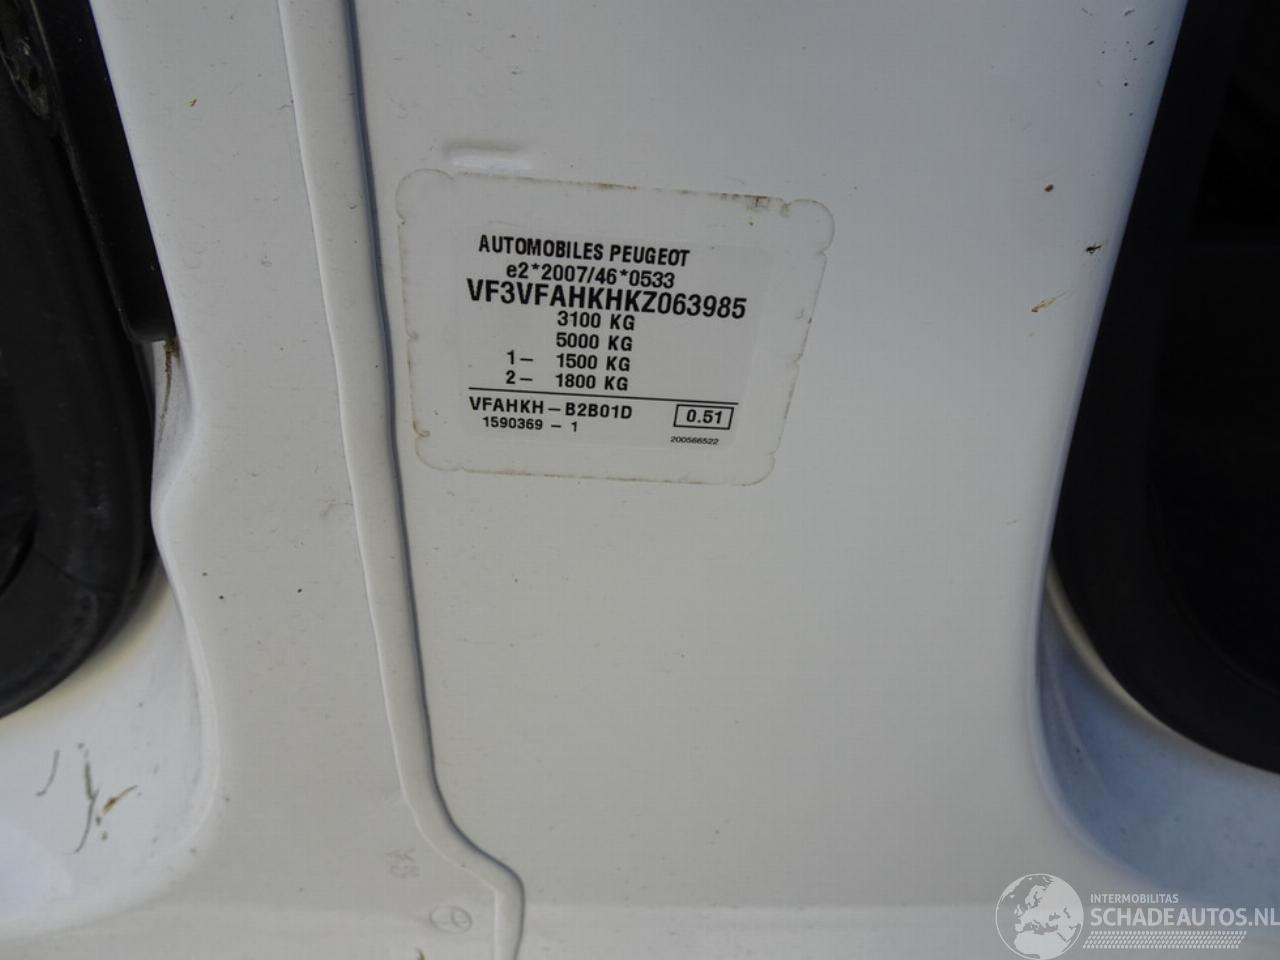 AUTOMOBILES PEUGEOT
e2*2007/46*0533
VF3VFAHKHKZ063985
3100 KG
5000 KG
1- 1500 KG
2- 1800 KG
VFAHKH-B2B01D 0.51
1590369 - 1
200566522
INTERMOBILITAS
SCHADEAUTOS.NL